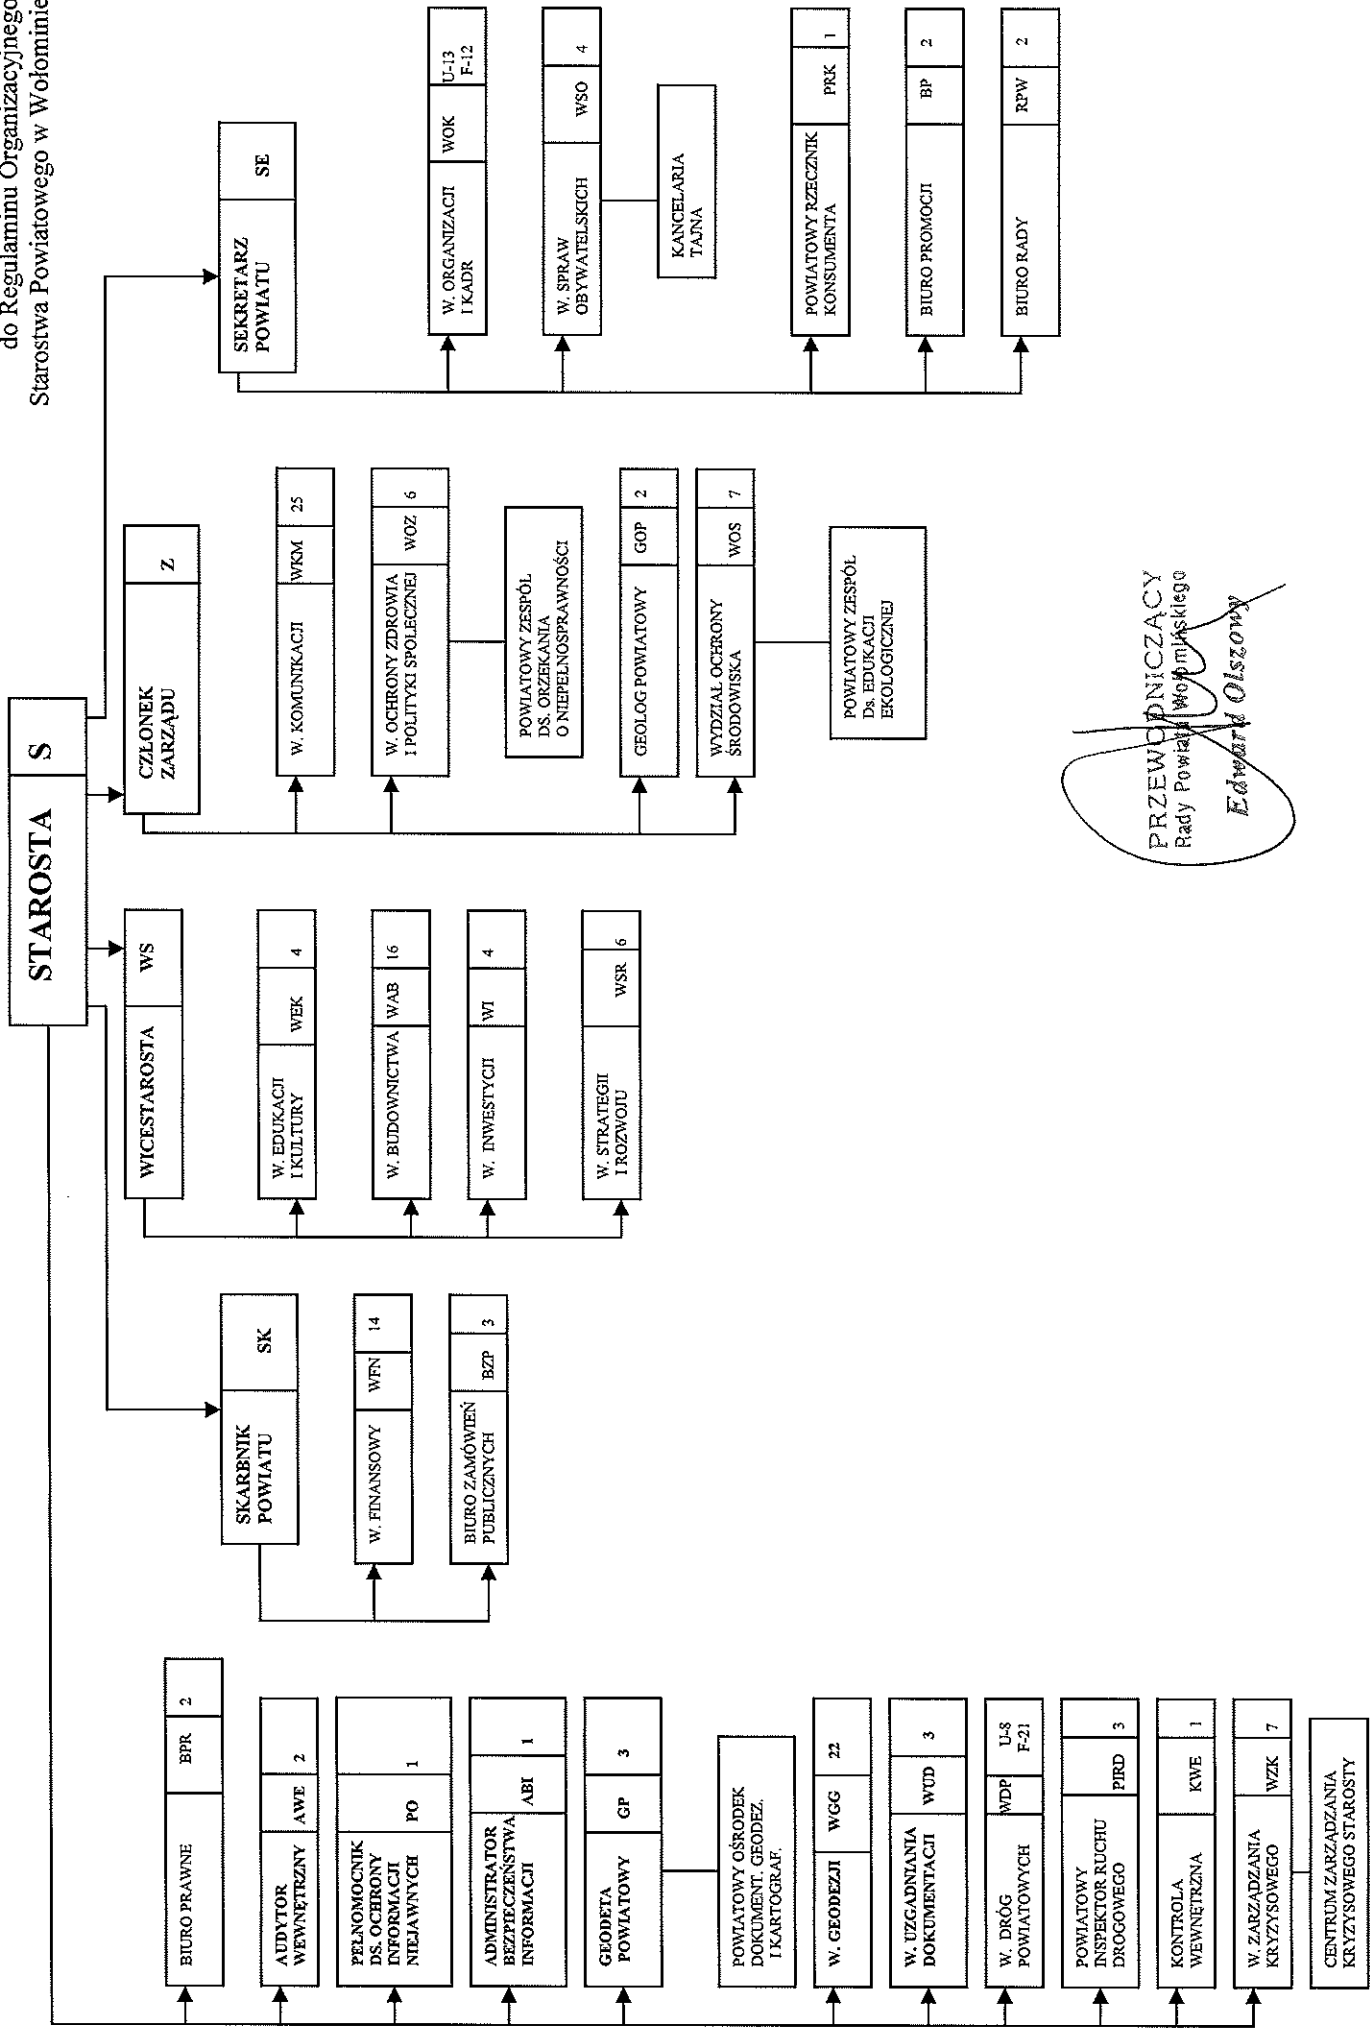 do Regulaminu Organizacyjnego
Starostwa Powiatowego w Wołominie
STAROSTA S
SKARBNIK
POWIATU
SK
WICESTAROSTA WS
CZŁONEK
ZARZĄDU
Z
SEKRETARZ
POWIATU
SE
BIURO PRAWNE BPR 2
AUDYTOR
WEWNĘTRZNY
AWE 2
PEŁNOMOCNIK
DS. OCHRONY
INFORMACJI
NIEJAWNYCH
PO 1
ADMINISTRATOR
BEZPIECZEŃSTWA
INFORMACJI
ABI 1
GEODETA
POWIATOWY
GP 3
POWIATOWY OŚRODEK
DOKUMENT. GEODEZ.
I KARTOGRAF.
W. GEODEZJI WGG 22
W. UZGADNIANIA
DOKUMENTACJI
WUD 3
W. DRÓG
POWIATOWYCH
WDP
U-8
F-21
POWIATOWY
INSPEKTOR RUCHU
DROGOWEGO
PIRD 3
KONTROLA
WEWNĘTRZNA
KWE 1
W. ZARZĄDZANIA
KRYZYSOWEGO
WZK 7
CENTRUM ZARZĄDZANIA
KRYZYSOWEGO STAROSTY
W. FINANSOWY WFN 14
BIURO ZAMÓWIEŃ
PUBLICZNYCH
BZP 3
W. EDUKACJI
I KULTURY
WEK 4
W. BUDOWNICTWA WAB 16
W. INWESTYCJI WI 4
W. STRATEGII
I ROZWOJU
WSR 6
W. KOMUNIKACJI WKM 25
W. OCHRONY ZDROWIA
I POLITYKI SPOŁECZNEJ
WOZ 6
POWIATOWY ZESPÓŁ
DS. ORZEKANIA
O NIEPEŁNOSPRAWNOŚCI
GEOLOG POWIATOWY GOP 2
WYDZIAŁ OCHRONY
ŚRODOWISKA
WOS 7
POWIATOWY ZESPÓŁ
Ds. EDUKACJI
EKOLOGICZNEJ
W. ORGANIZACJI
I KADR
WOK
U-13
F-12
W. SPRAW
OBYWATELSKICH
WSO 4
KANCELARIA
TAJNA
POWIATOWY RZECZNIK
KONSUMENTA
PRK 1
BIURO PROMOCJI BP 2
BIURO RADY RPW 2
PRZEWODNICZĄCY
Rady Powiatu Wołomińskiego
Edward Olszowy